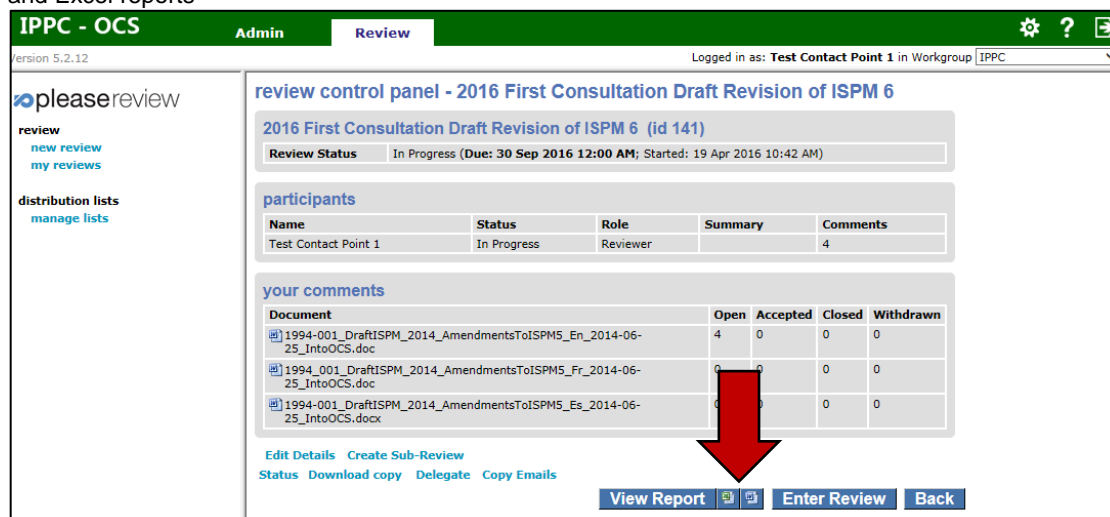 and Excel reports
IPPC - OCS
Admin Review
?
Version 5.2.12
Logged in as: Test Contact Point 1 in Workgroup IPPC
pleasereview
review
new review
my reviews
distribution lists
manage lists
review control panel - 2016 First Consultation Draft Revision of ISPM 6
2016 First Consultation Draft Revision of ISPM 6 (id 141)
Review Status In Progress (Due: 30 Sep 2016 12:00 AM; Started: 19 Apr 2016 10:42 AM)
participants
Name Status Role Summary Comments
Test Contact Point 1 In Progress Reviewer 4
your comments
Document Open Accepted Closed Withdrawn
1994-001_DraftISPM_2014_AmendmentsToISPM5_En_2014-06-
25_IntoOCS.doc 4 0 0 0
1994_001_DraftISPM_2014_AmendmentsToISPM5_Fr_2014-06-
25_IntoOCS.doc 0 0 0
1994-001_DraftISPM_2014_AmendmentsToISPM5_Es_2014-06-
25_IntoOCS.docx 0 0
Edit Details Create Sub-Review
Status Download copy Delegate Copy Emails
View Report Enter Review Back